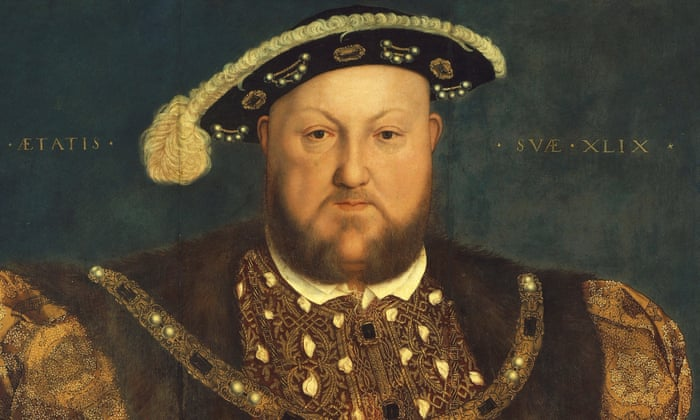 · ÆTATIS ·
· SVÆ · XLIX ·